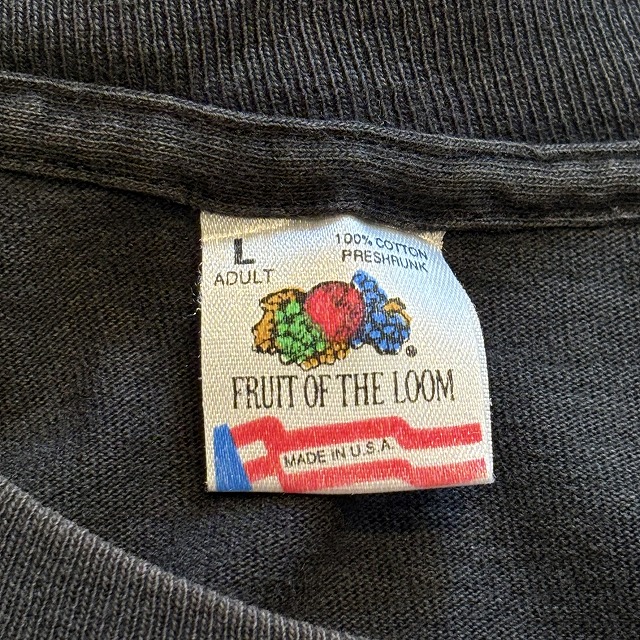 L
ADULT
100% COTTON
PRESHRUNK
®
FRUIT OF THE LOOM
MADE IN U.S.A.